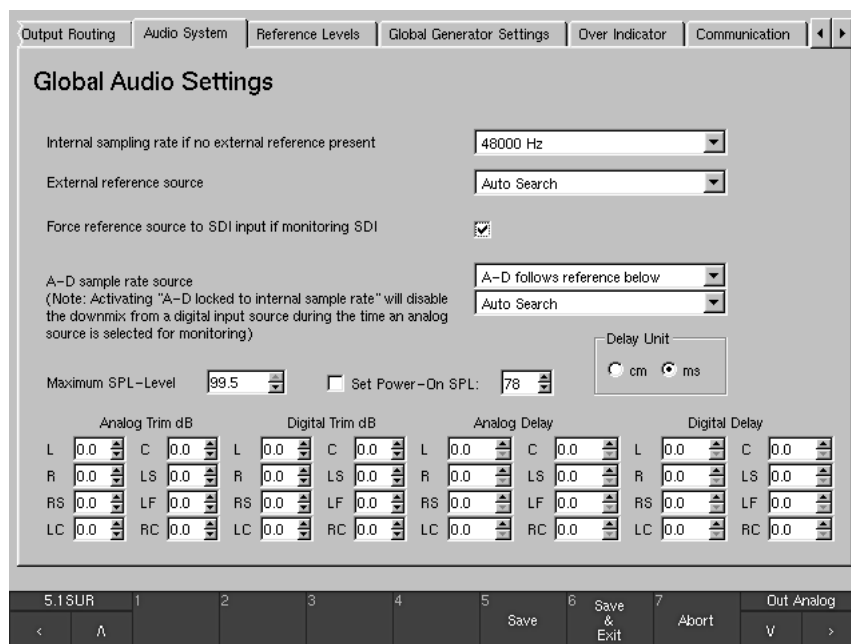 Output Routing Audio System Reference Levels Global Generator Settings Over Indicator Communication
Global Audio Settings
Internal sampling rate if no external reference present 48000 Hz
External reference source Auto Search
Force reference source to SDI input if monitoring SDI
A-D sample rate source A-D follows reference below
(Note: Activating "A-D locked to internal sample rate" will disable Auto Search
the downmix from a digital input source during the time an analog
source is selected for monitoring)
Delay Unit
cm ms
Maximum SPL-Level 99.5 Set Power-On SPL: 78
Analog Trim dB Digital Trim dB Analog Delay Digital Delay
L 0.0 C 0.0 L 0.0 C 0.0 L 0.0 C 0.0 L 0.0 C 0.0
R 0.0 LS 0.0 R 0.0 LS 0.0 R 0.0 LS 0.0 R 0.0 LS 0.0
RS 0.0 LF 0.0 RS 0.0 LF 0.0 RS 0.0 LF 0.0 RS 0.0 LF 0.0
LC 0.0 RC 0.0 LC 0.0 RC 0.0 LC 0.0 RC 0.0 LC 0.0 RC 0.0
5.1SUR 1 2 3 4 5 Save 6 Save & Exit 7 Abort Out Analog
< Λ V >